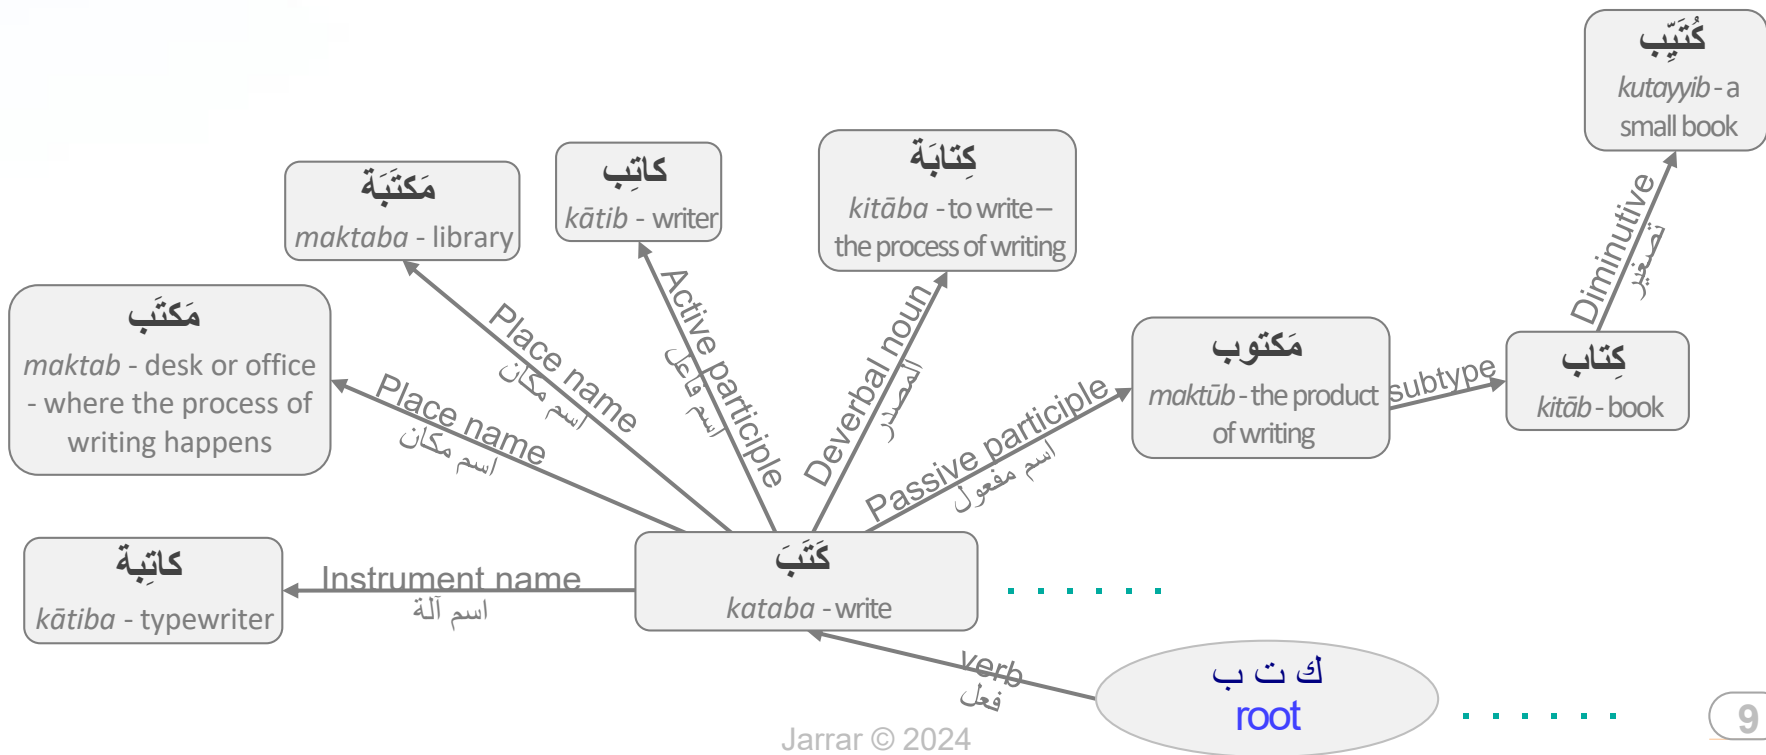 كُتَيِّب
kutayyib - a
small book
Diminutive
تصغير
كِتابَة
kitāba - to write –
the process of writing
كاتِب
kātib - writer
مَكتَبَة
maktaba - library
مَكتَب
maktab - desk or office
- where the process of
writing happens
Place name
اسم مكان
Place name
اسم مكان
Active participle
اسم فاعل
Deverbal noun
المصدر
Passive participle
اسم مفعول
مَكتوب
maktūb - the product
of writing
subtype
كِتاب
kitāb - book
كاتِبة
kātiba - typewriter
Instrument name
اسم آلة
كَتَبَ
kataba - write
. . . . . .
verb
فعل
ك ت ب
root
. . . . . .
Jarrar © 2024
9